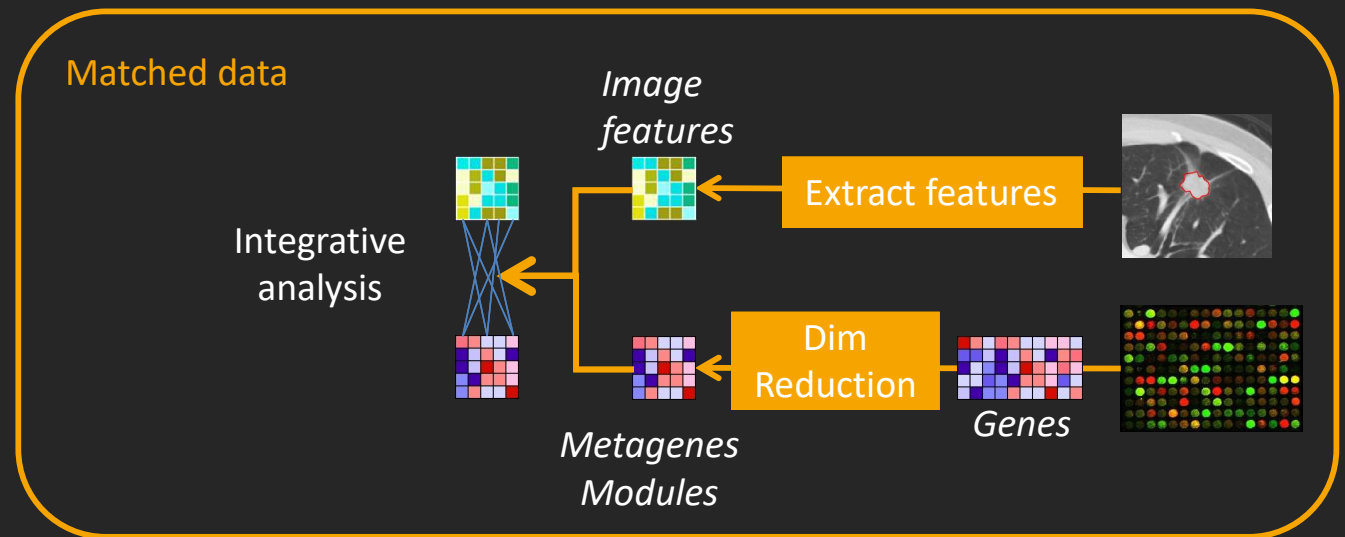 Matched data
Image
features
Extract features
Integrative
analysis
Dim
Reduction
Genes
Metagenes
Modules